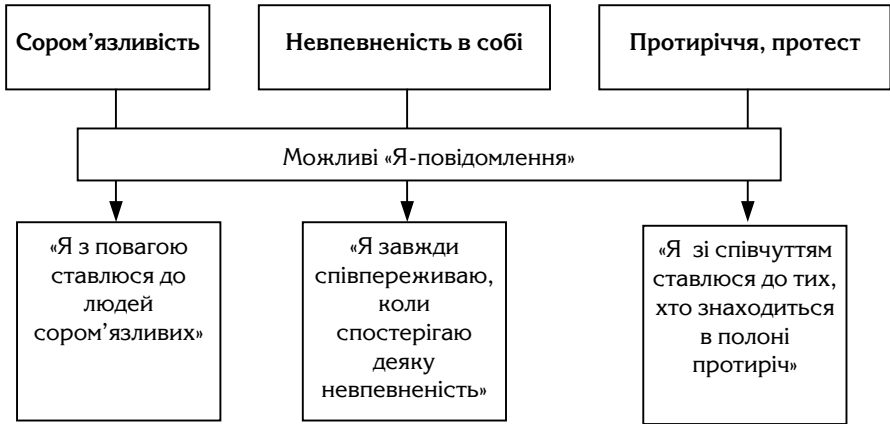 Сором’язливість
Невпевненість в собі
Протиріччя, протест
Можливі «Я-повідомлення»
«Я з повагою
ставлюся до
людей
сором’язливих»
«Я завжди
співпереживаю,
коли
спостерігаю
деяку
невпевненість»
«Я зі співчуттям
ставлюся до тих,
хто знаходиться
в полоні
протиріч»